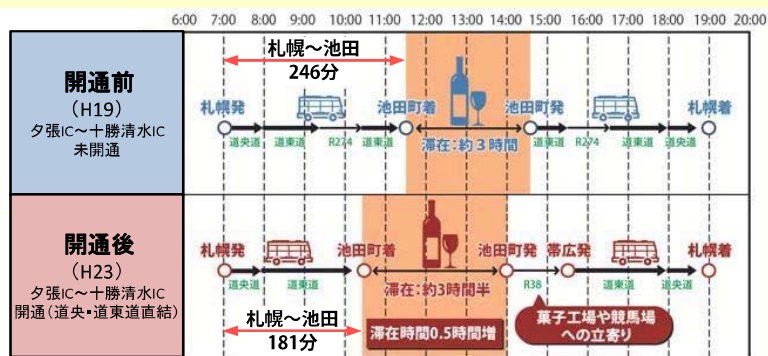 6:00 7:00 8:00 9:00 10:00 11:00 12:00 13:00 14:00 15:00 16:00 17:00 18:00 19:00 20:00
開通前
(H19)
夕張IC～十勝清水IC
未開通
札幌～池田
246分
札幌発 池田町着 池田町発 札幌着
道央道 道東道 R274 道東道 滞在:約3時間 道東道 R274 道東道 道央道
開通後
(H23)
夕張IC～十勝清水IC
開通(道央・道東道直結)
札幌発 池田町着 池田町発 帯広発 札幌着
道央道 道東道 滞在:約3時間半 R38 道東道 道央道
札幌～池田
181分
滞在時間0.5時間増
菓子工場や競馬場
への立寄り